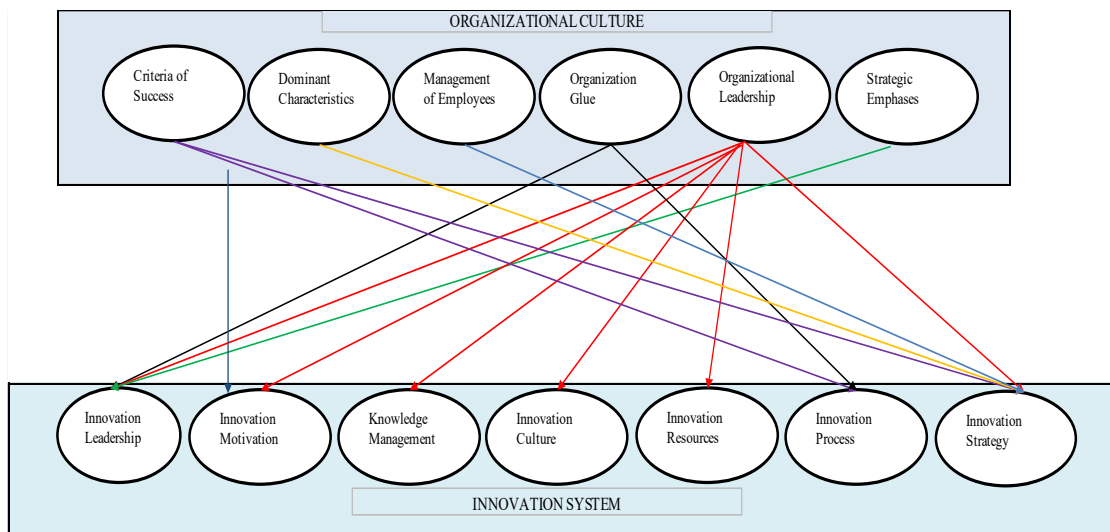 ORGANIZATIONAL CULTURE
Criteria of
Success
Dominant
Characteristics
Management
of Employees
Organization
Glue
Organizational
Leadership
Strategic
Emphases
Innovation
Leadership
Innovation
Motivation
Knowledge
Management
Innovation
Culture
Innovation
Resources
Innovation
Process
Innovation
Strategy
INNOVATION SYSTEM